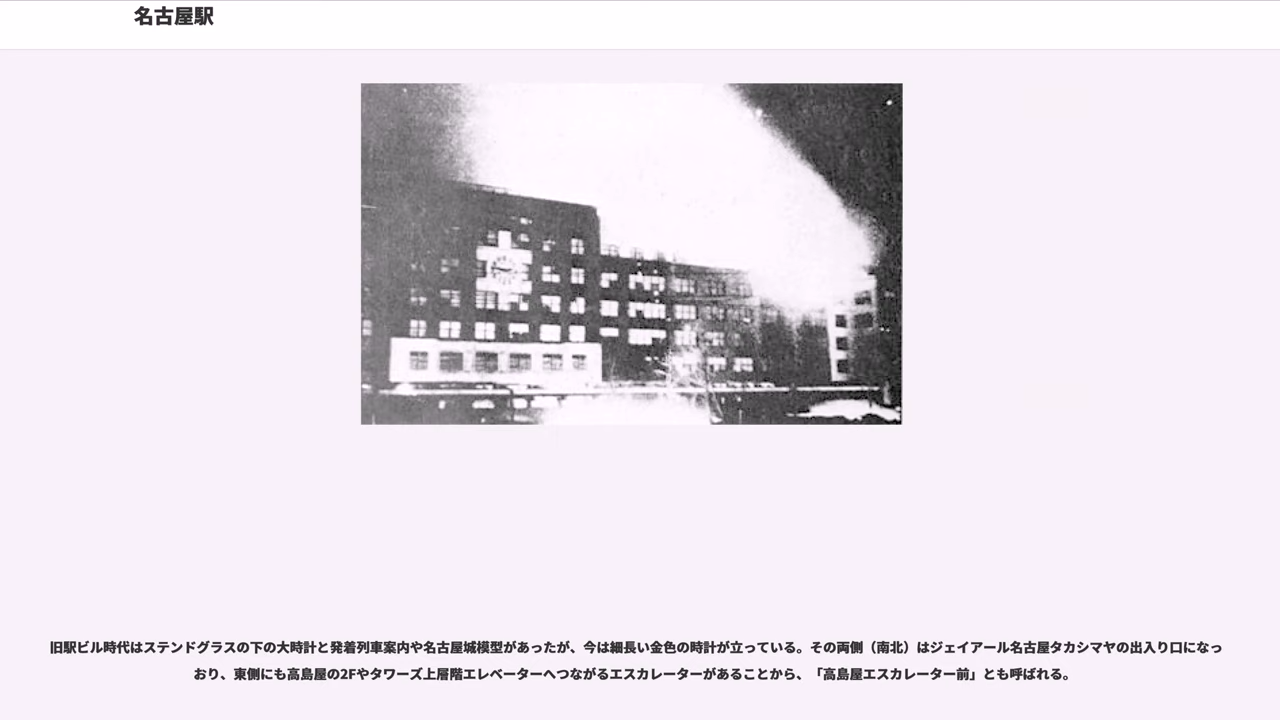 名古屋駅
旧駅ビル時代はステンドグラスの下の大時計と発着列車案内や名古屋城模型があったが、今は細長い金色の時計が立っている。その両側（南北）はジェイアール名古屋タカシマヤの出入り口になっ
おり、東側にも高島屋の2Fやタワーズ上層階エレベーターへつながるエスカレーターがあることから、「高島屋エスカレーター前」とも呼ばれる。